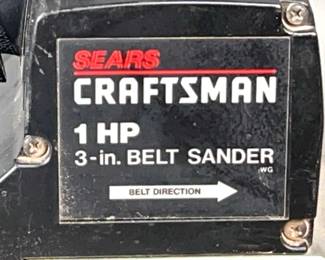 SEARS
CRAFTSMAN
1 HP
3-in. BELT SANDER
WG
BELT DIRECTION